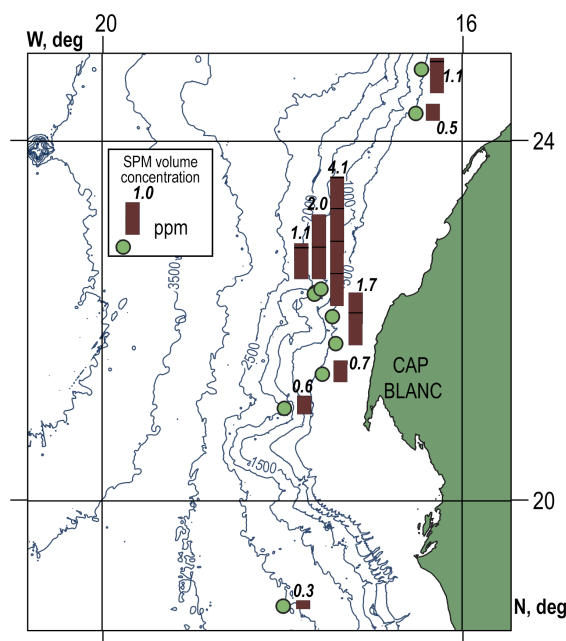 20
16
W, deg
1.1
0.5
24
SPM volume
concentration
1.0
ppm
4.1
2.0
1.1
3500
500
1.7
2500
CAP
BLANC
0.7
0.6
1500
20
0.3
N, deg